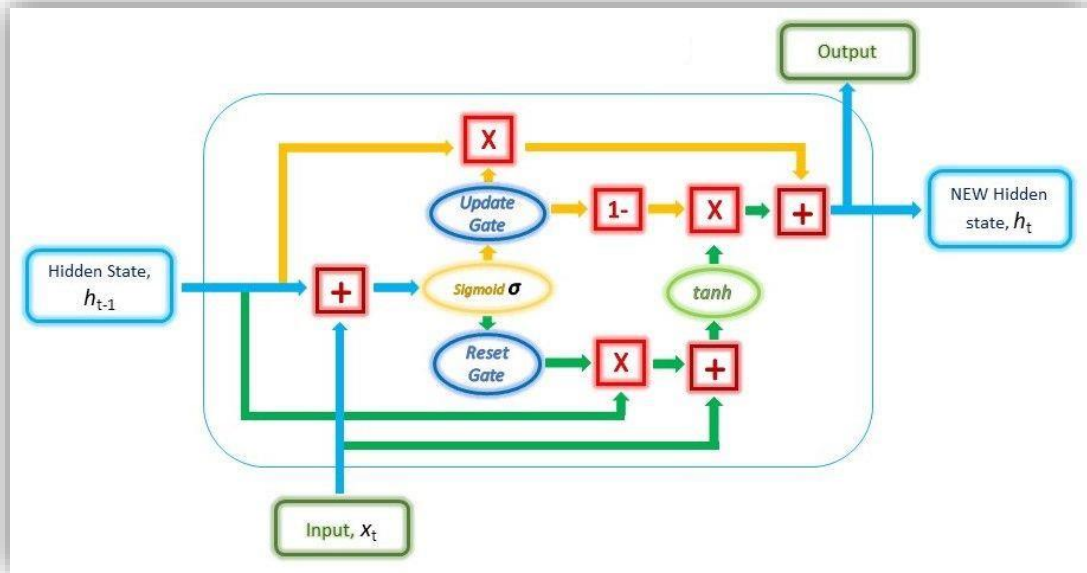 Output
X
Update
Gate
1-
X
+
NEW Hidden
state, hₜ
Hidden State,
hₜ₋₁
+
Sigmoid σ
tanh
Reset
Gate
X
+
Input, xₜ